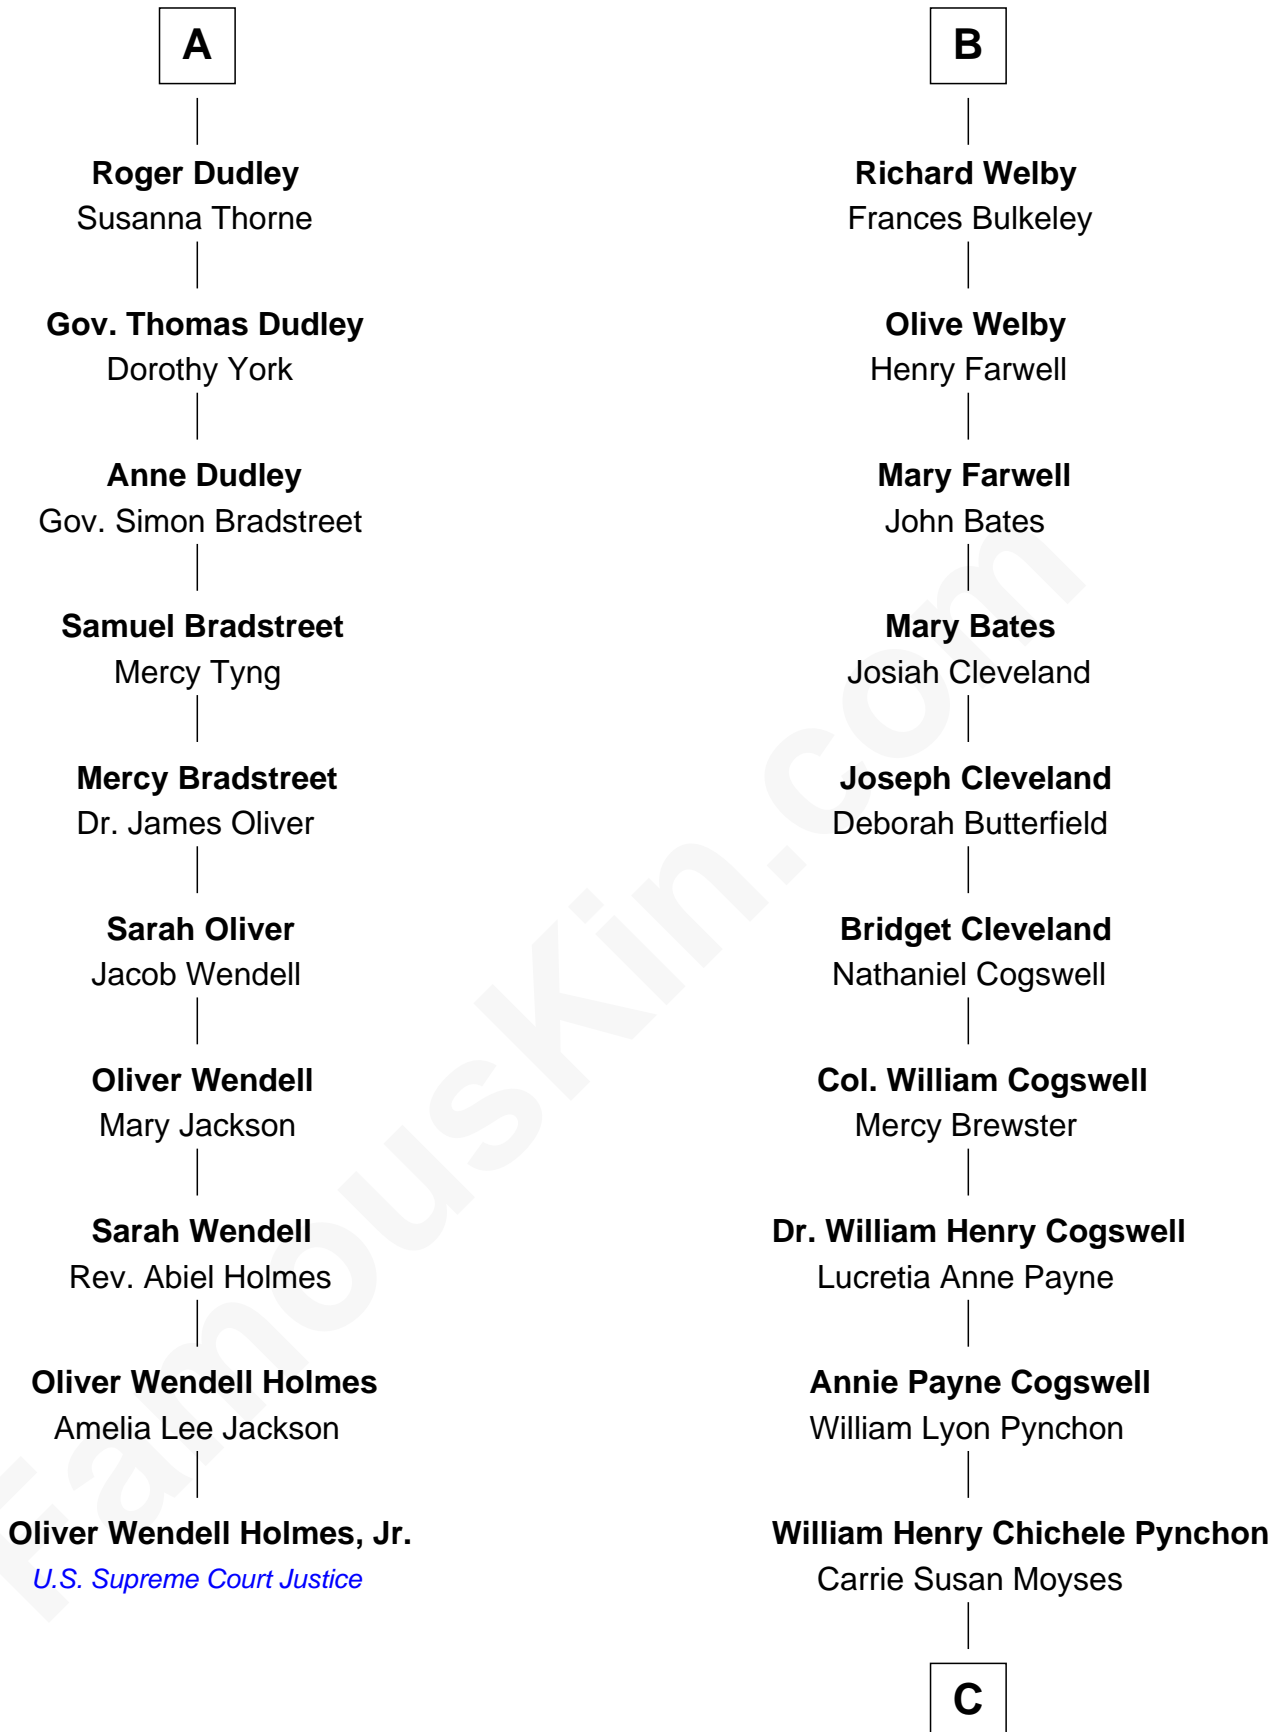 A
Roger Dudley
Susanna Thorne
Gov. Thomas Dudley
Dorothy York
Anne Dudley
Gov. Simon Bradstreet
Samuel Bradstreet
Mercy Tyng
Mercy Bradstreet
Dr. James Oliver
Sarah Oliver
Jacob Wendell
Oliver Wendell
Mary Jackson
Sarah Wendell
Rev. Abiel Holmes
Oliver Wendell Holmes
Amelia Lee Jackson
Oliver Wendell Holmes, Jr.
U.S. Supreme Court Justice
B
Richard Welby
Frances Bulkeley
Olive Welby
Henry Farwell
Mary Farwell
John Bates
Mary Bates
Josiah Cleveland
Joseph Cleveland
Deborah Butterfield
Bridget Cleveland
Nathaniel Cogswell
Col. William Cogswell
Mercy Brewster
Dr. William Henry Cogswell
Lucretia Anne Payne
Annie Payne Cogswell
William Lyon Pynchon
William Henry Chichele Pynchon
Carrie Susan Moyses
C
FamousKin.com